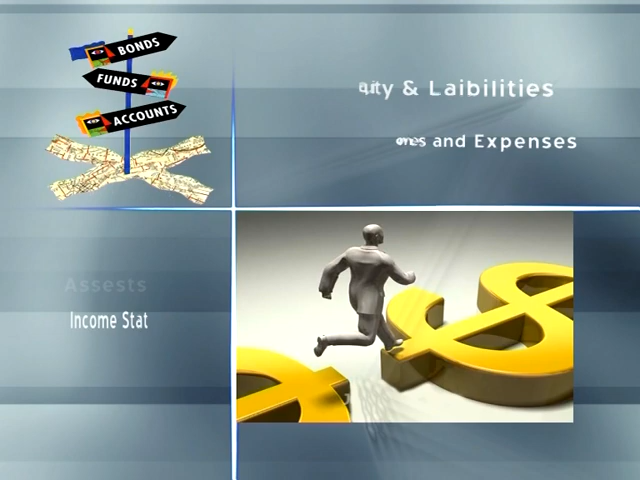 BONDS
FUNDS
ACCOUNTS
& Laibilities
and Expenses
Assests
Income Stat